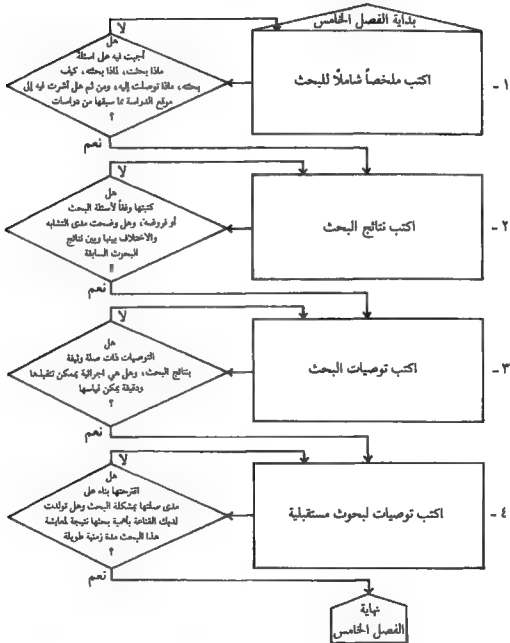 بداية الفصل الخامس
١ -
اكتب ملخصاً شاملاً للبحث
لا
هل
أجبت فيه على اسئلة
ماذا بحثت، لماذا بحثته، كيف
بحثته، ماذا توصلت إليه، ومن ثم هل أشرت فيه إلى
موقع الدراسة مما سبقها من دراسات
؟
نعم
٢ -
اكتب نتائج البحث
لا
هل
كتبتها وفقاً لأسئلة البحث
أو فروضه، وهل وضحت مدى التشابه
والاختلاف بينها وبين نتائج
البحوث السابقة
!!
نعم
٣ -
اكتب توصيات البحث
لا
هل
التوصيات ذات صلة وثيقة
بنتائج البحث، وهل هي اجرائية يمكن تنفيذها
ودقيقة يمكن قياسها
؟
نعم
٤ -
اكتب توصيات لبحوث مستقبلية
لا
هل
اقترحتها بناء على
مدى صلتها بمشكلة البحث وهل تولدت
لديك القناعة بأهمية بحثها نتيجة لمعايشة
هذا البحث مدة زمنية طويلة
؟
نعم
نهاية
الفصل الخامس